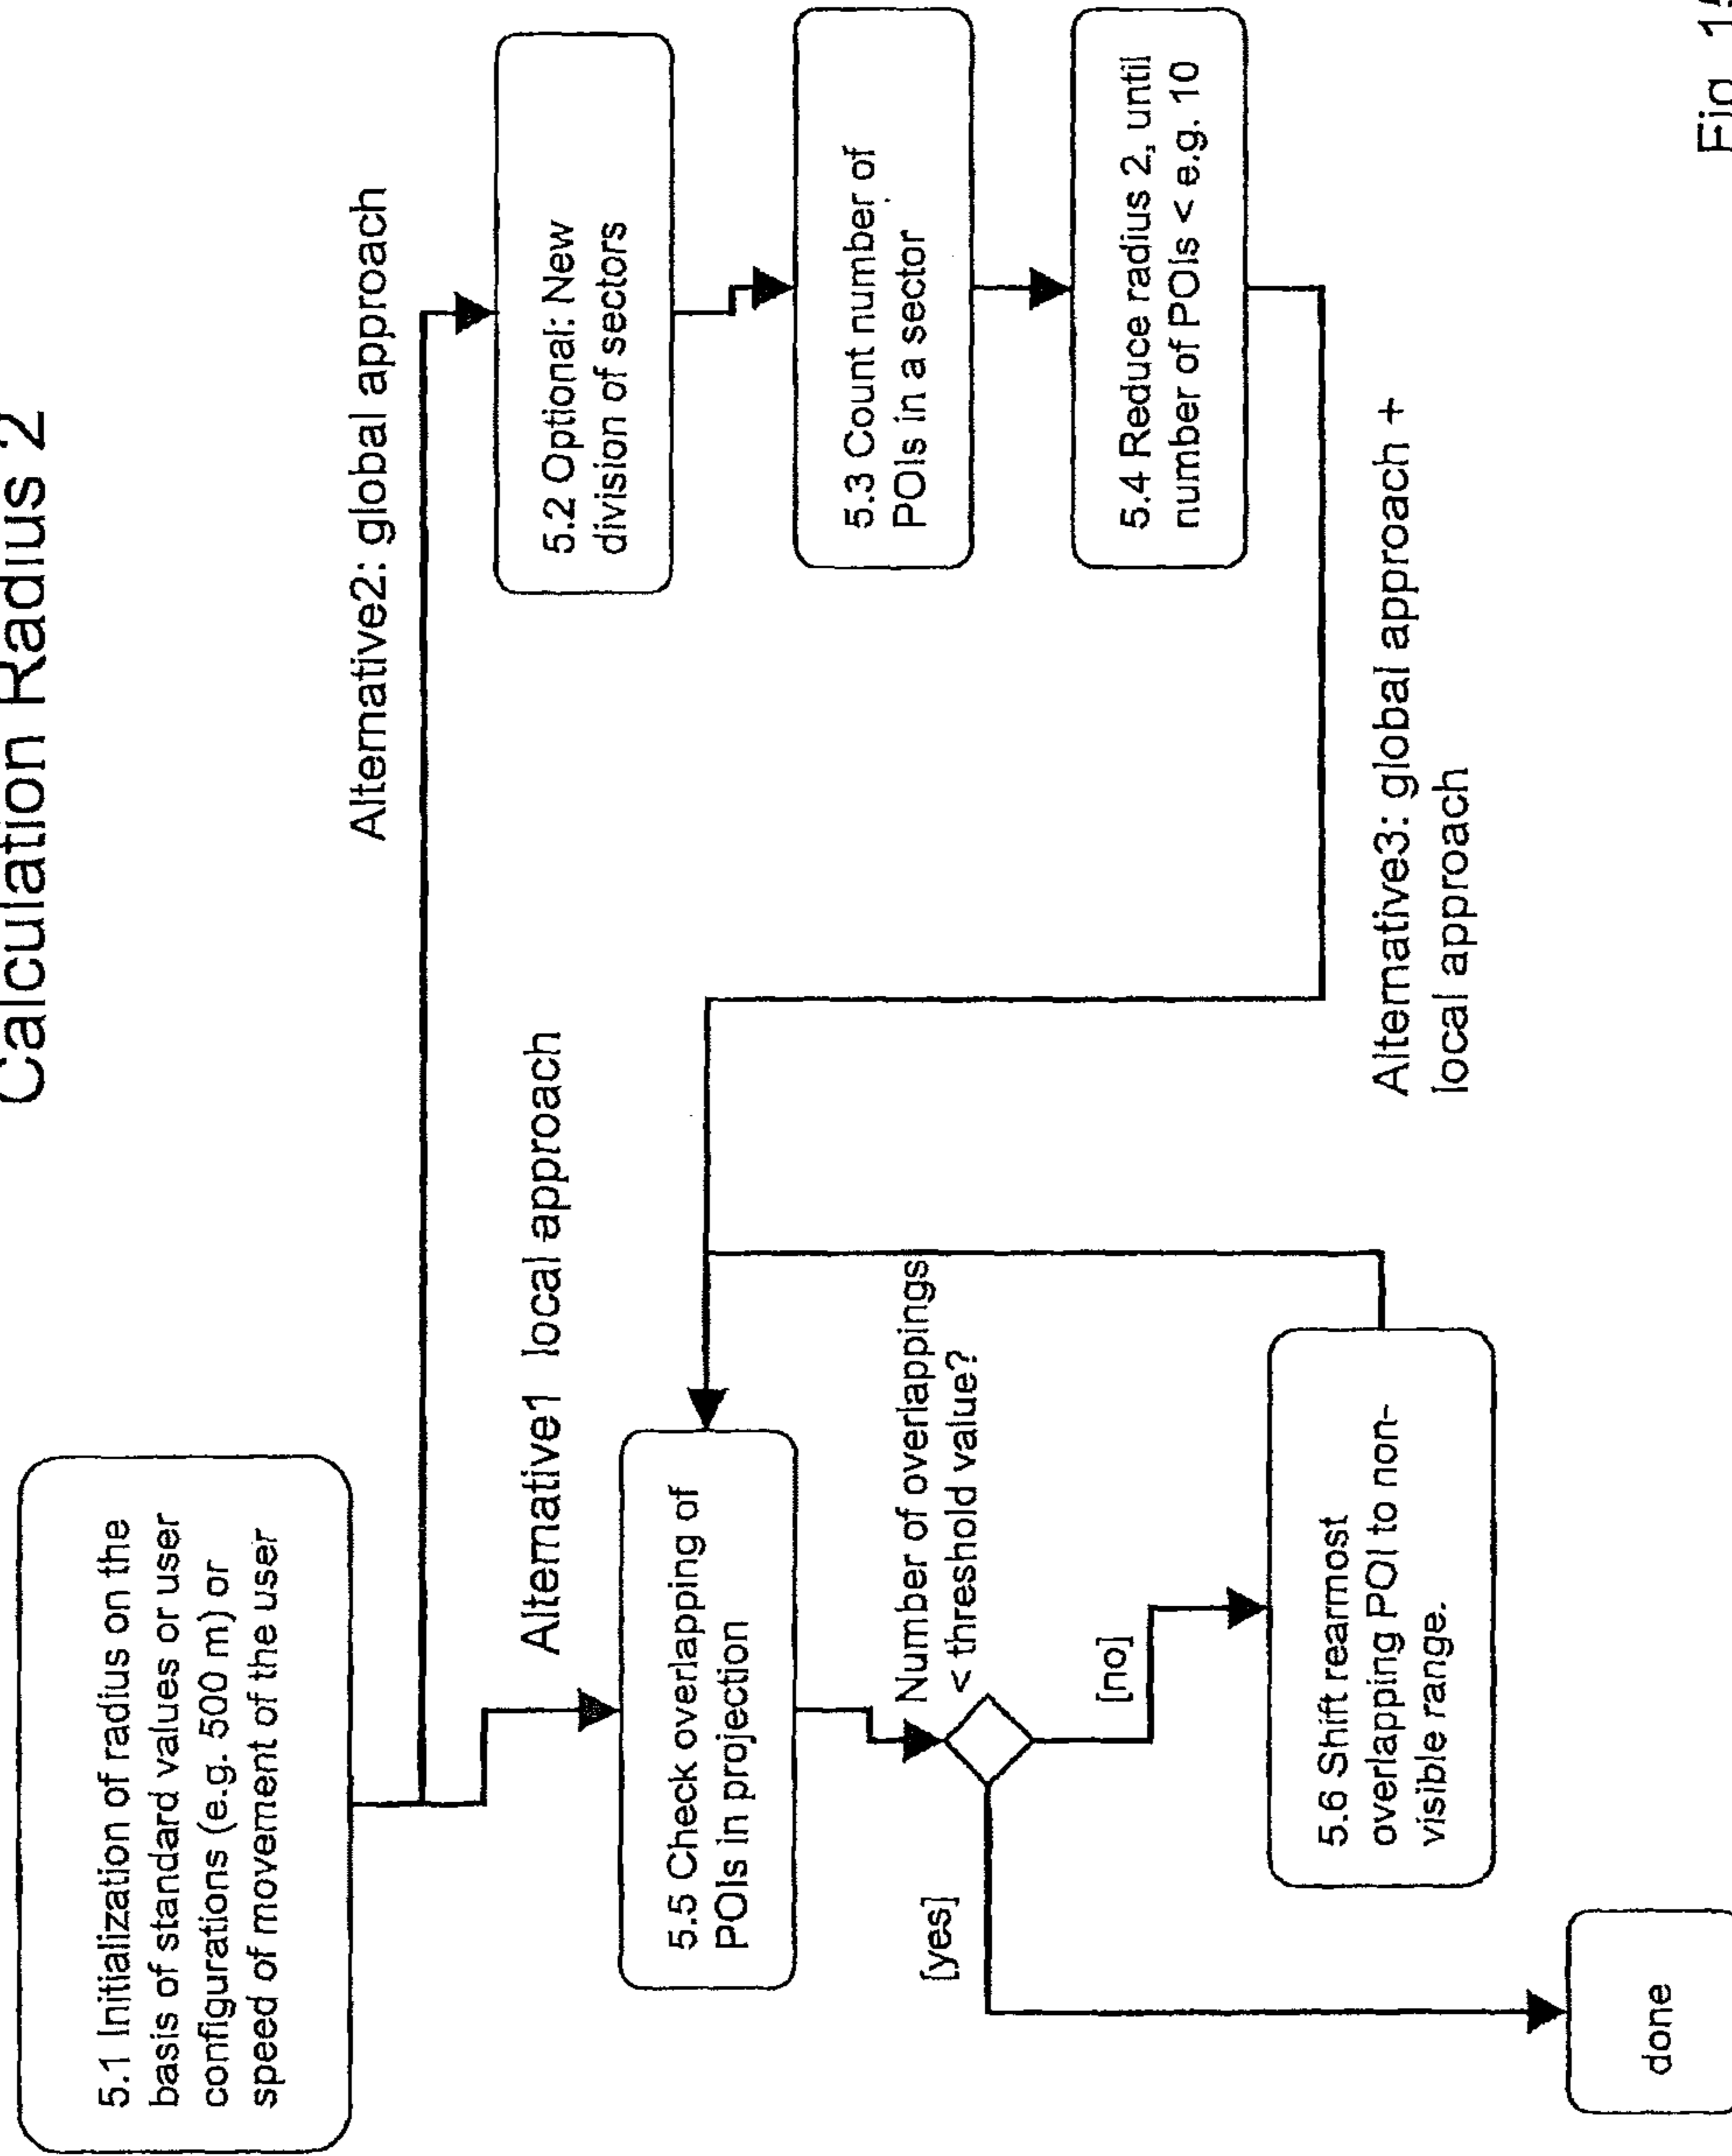 Calculation Radius 2
5.1 Initialization of radius on the
basis of standard values or user
configurations (e.g. 500 m) or
speed of movement of the user
Alternative2: global approach
Alternative1 local approach
5.2 Optional: New
division of sectors
5.5 Check overlapping of
POIs in projection
5.3 Count number of
POIs in a sector
Number of overlappings
< threshold value?
[yes]
[no]
5.4 Reduce radius 2, until
number of POIs < e.g. 10
5.6 Shift rearmost
overlapping POI to non-
visible range.
Alternative3: global approach +
local approach
done
Fig. 15